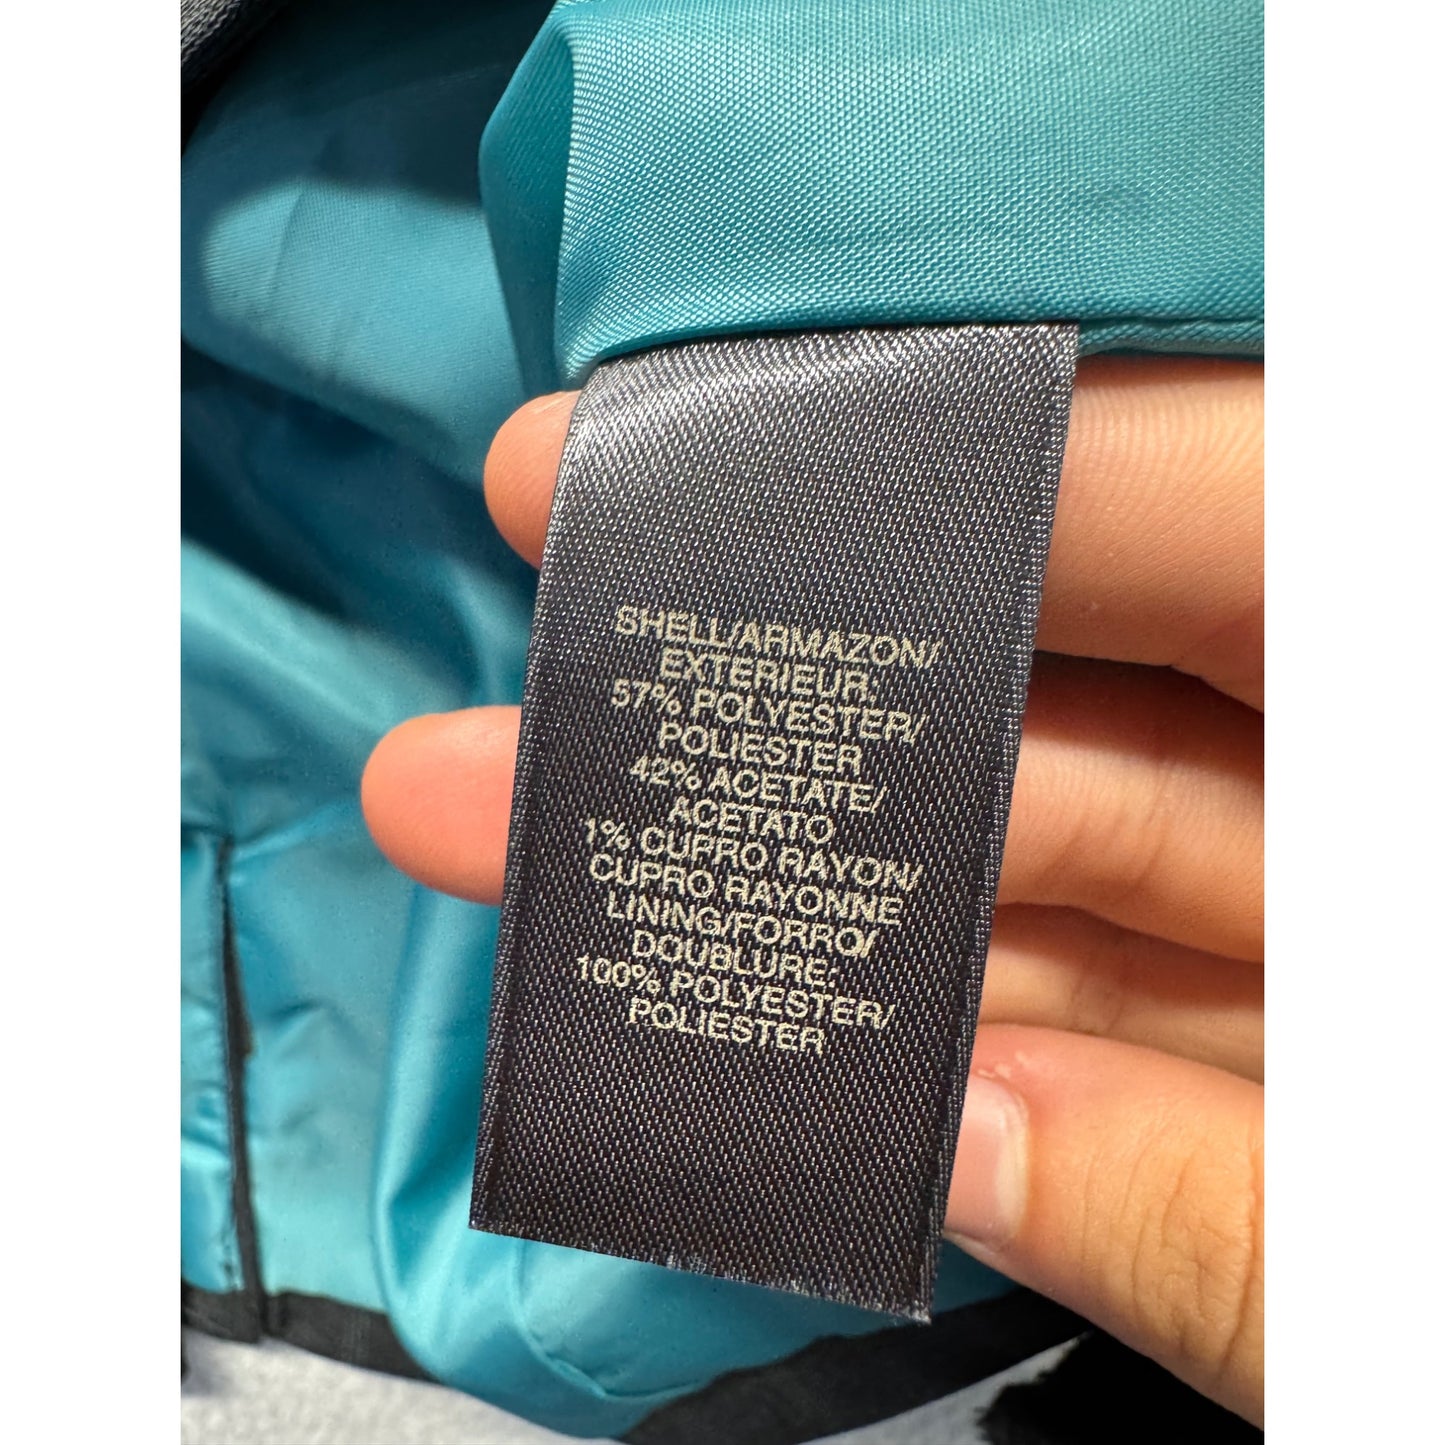 SHELL/ARMAZON/
EXTERIEUR.
57% POLYESTER/
POLIESTER
42% ACETATE/
ACETATO
1% CUPRO RAYON/
CUPRO RAYONNE
LINING/FORRO/
DOUBLURE:
100% POLYESTER/
POLIESTER